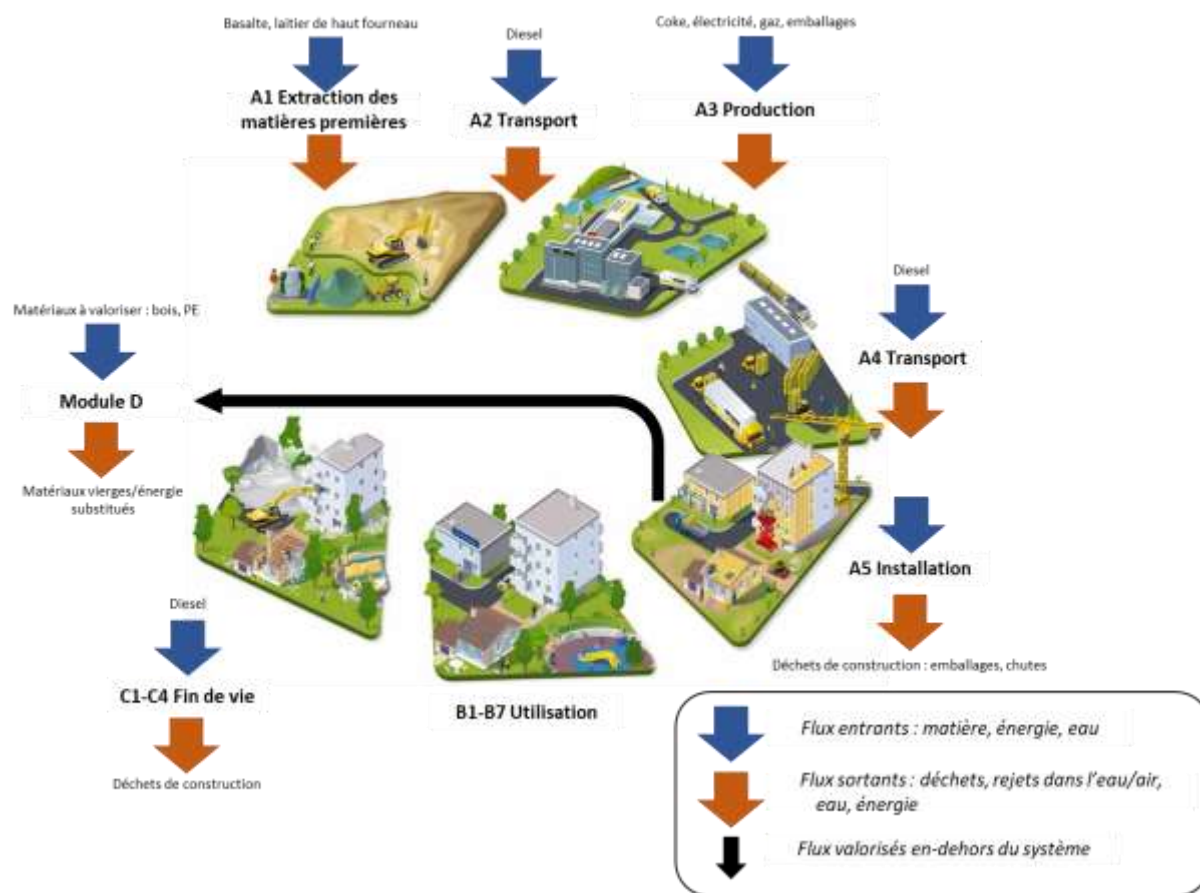 Basalte, laitier de haut fourneau
A1 Extraction des
matières premières
Diesel
A2 Transport
Coke, électricité, gaz, emballages
A3 Production
Diesel
A4 Transport
A5 Installation
Déchets de construction : emballages, chutes
Matériaux à valoriser : bois, PE
Module D
Matériaux vierges/énergie
substitués
Diesel
C1-C4 Fin de vie
Déchets de construction
B1-B7 Utilisation
Flux entrants : matière, énergie, eau
Flux sortants : déchets, rejets dans l'eau/air,
eau, énergie
Flux valorisés en-dehors du système